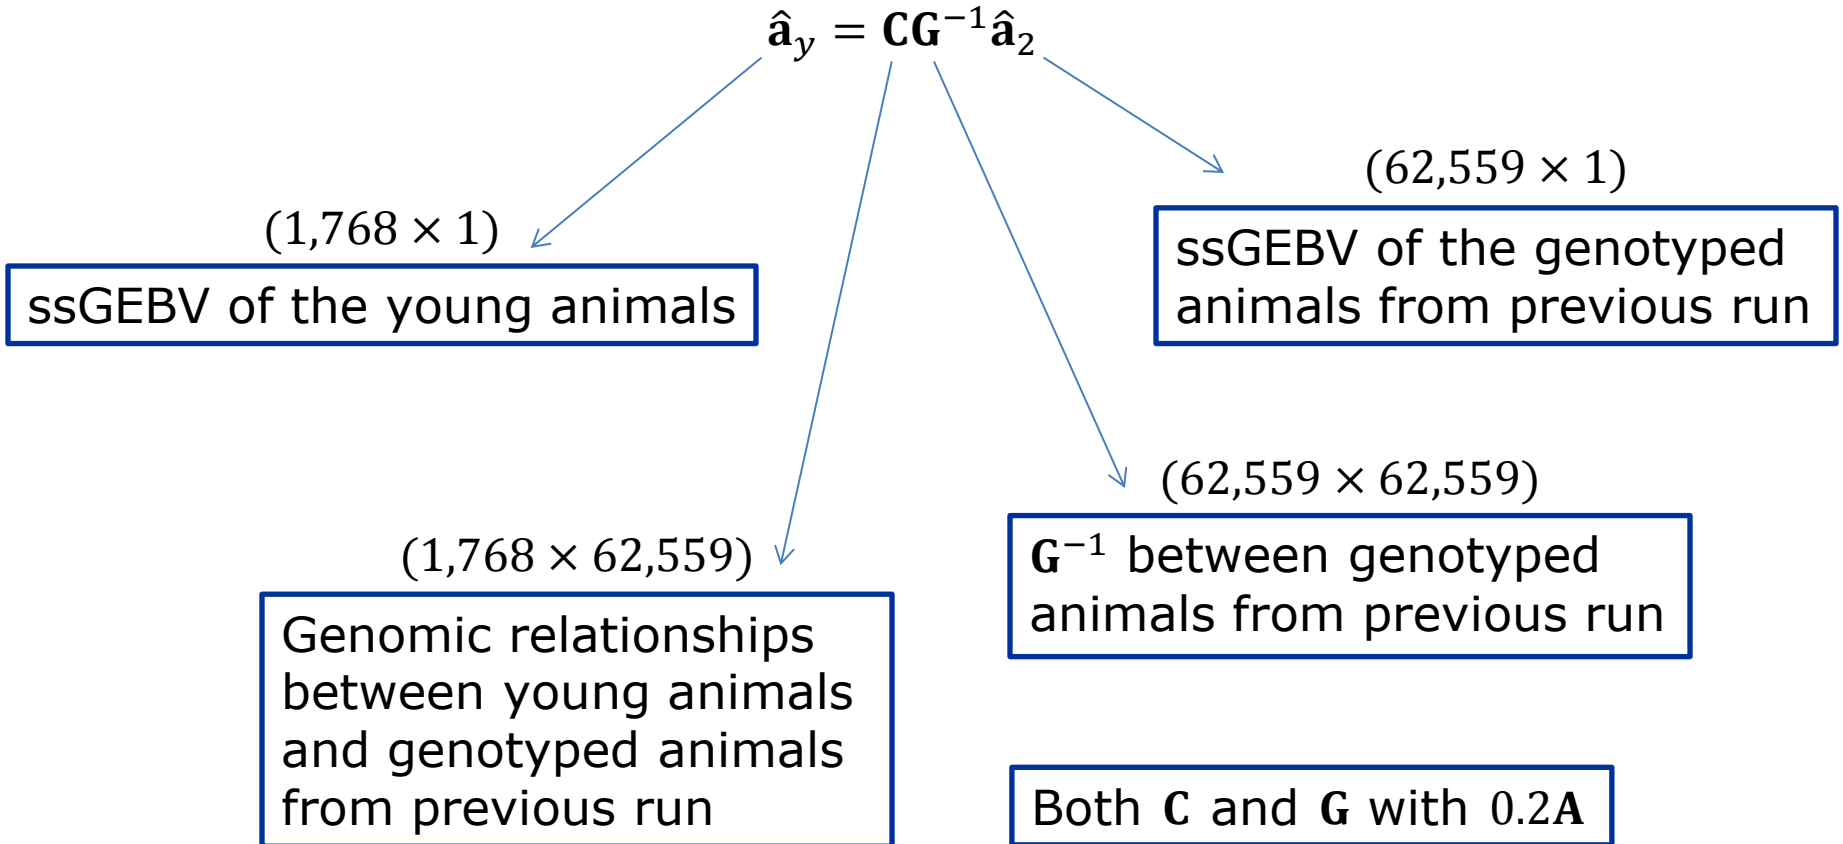 â_y = CG⁻¹â₂
(1,768 × 1)
ssGEBV of the young animals
(62,559 × 1)
ssGEBV of the genotyped
animals from previous run
(1,768 × 62,559)
Genomic relationships
between young animals
and genotyped animals
from previous run
(62,559 × 62,559)
G⁻¹ between genotyped
animals from previous run
Both C and G with 0.2A